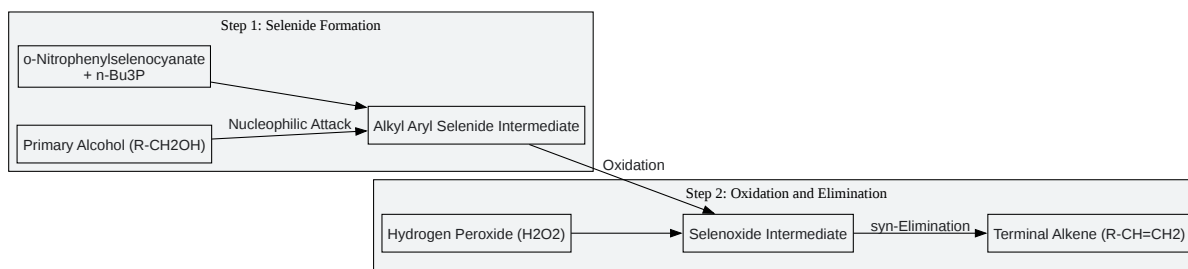 Step 1: Selenide Formation
o-Nitrophenylselenocyanate
+ n-Bu3P
Nucleophilic Attack
Alkyl Aryl Selenide Intermediate
Primary Alcohol (R-CH2OH)
Oxidation
Step 2: Oxidation and Elimination
Hydrogen Peroxide (H2O2)
Selenoxide Intermediate
syn-Elimination
Terminal Alkene (R-CH=CH2)